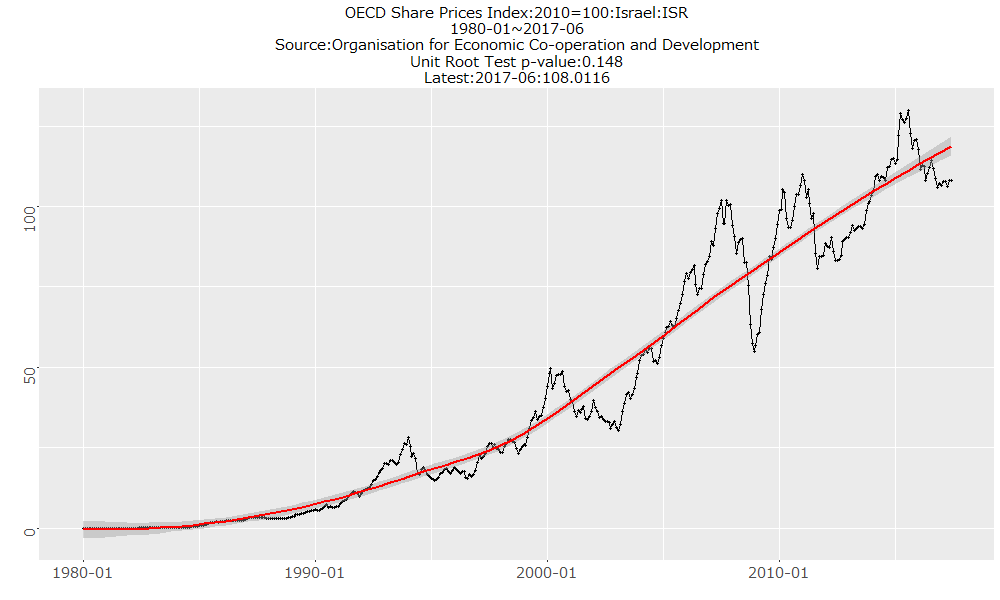 OECD Share Prices Index:2010=100:Israel:ISR
1980-01~2017-06
Source:Organisation for Economic Co-operation and Development
Unit Root Test p-value:0.148
Latest:2017-06:108.0116
100
50
0
1980-01
1990-01
2000-01
2010-01